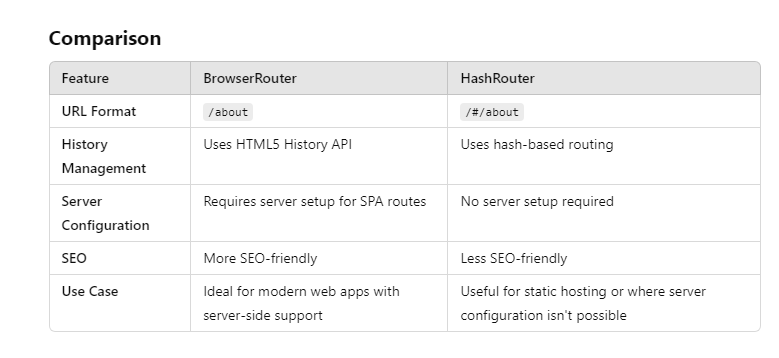 Comparison
Feature BrowserRouter HashRouter
URL Format /about /#/about
History Management Uses HTML5 History API Uses hash-based routing
Server Configuration Requires server setup for SPA routes No server setup required
SEO More SEO-friendly Less SEO-friendly
Use Case Ideal for modern web apps with server-side support Useful for static hosting or where server configuration isn't possible